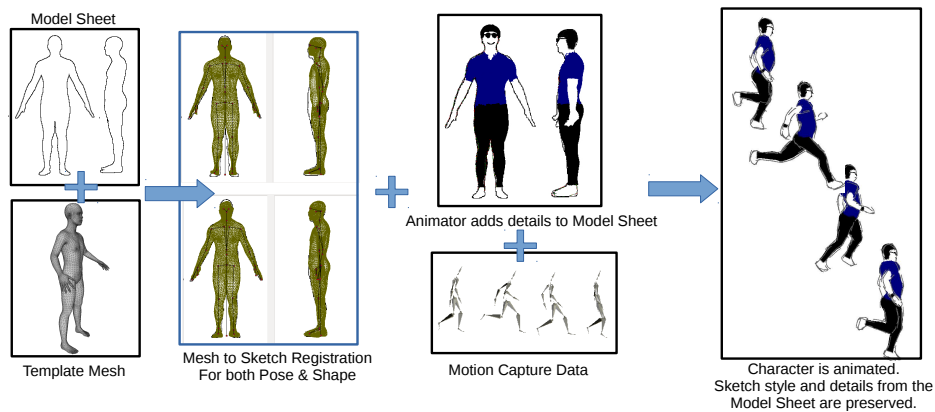 Model Sheet
Template Mesh
Mesh to Sketch Registration
For both Pose & Shape
Animator adds details to Model Sheet
Motion Capture Data
Character is animated.
Sketch style and details from the
Model Sheet are preserved.